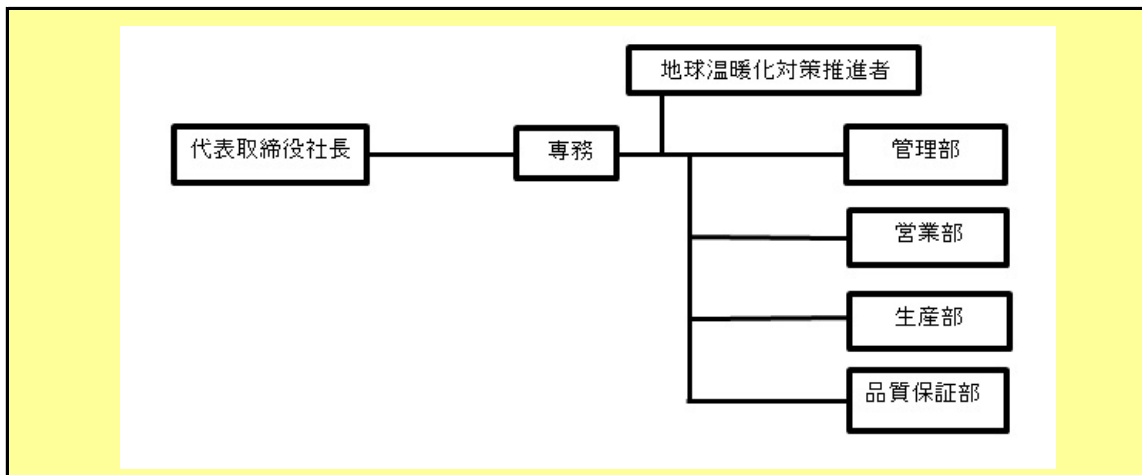 地球温暖化対策推進者
代表取締役社長
専務
管理部
営業部
生産部
品質保証部